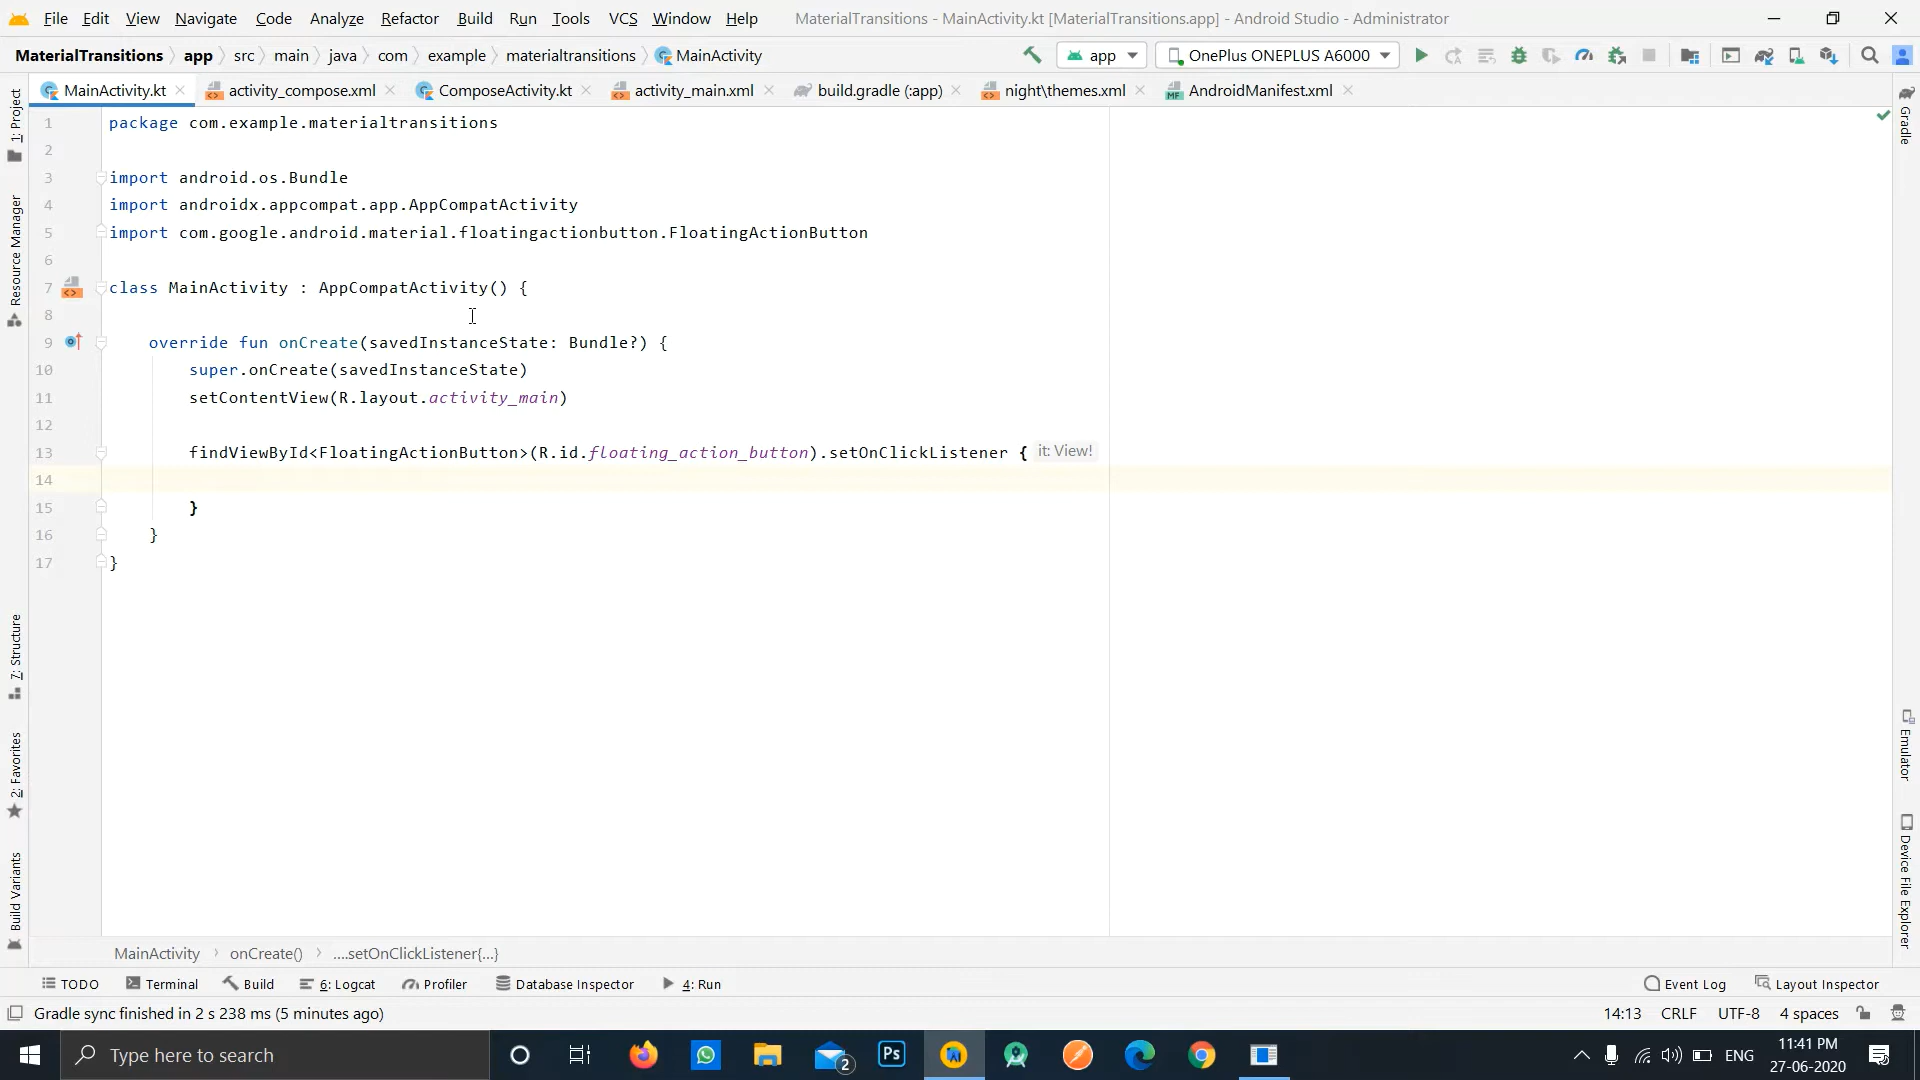 File Edit View Navigate Code Analyze Refactor Build Run Tools VCS Window Help MaterialTransitions - MainActivity.kt [MaterialTransitions.app] - Android Studio - Administrator
MaterialTransitions app src main java com example materialtransitions MainActivity app OnePlus ONEPLUS A6000
MainActivity.kt activity_compose.xml ComposeActivity.kt activity_main.xml build.gradle (:app) night\themes.xml AndroidManifest.xml
1 package com.example.materialtransitions
2
3 import android.os.Bundle
4 import androidx.appcompat.app.AppCompatActivity
5 import com.google.android.material.floatingactionbutton.FloatingActionButton
6
7 class MainActivity : AppCompatActivity() {
8
9 override fun onCreate(savedInstanceState: Bundle?) {
10 super.onCreate(savedInstanceState)
11 setContentView(R.layout.activity_main)
12
13 findViewById<FloatingActionButton>(R.id.floating_action_button).setOnClickListener { it: View!
14
15 }
16 }
17 }
1: Project
Resource Manager
7: Structure
2: Favorites
Build Variants
Gradle
Emulator
Device File Explorer
MainActivity onCreate() ....setOnClickListener{...}
TODO Terminal Build 6: Logcat Profiler Database Inspector 4: Run Event Log Layout Inspector
Gradle sync finished in 2 s 238 ms (5 minutes ago) 14:13 CRLF UTF-8 4 spaces
Type here to search 2 Ps ENG 11:41 PM
27-06-2020